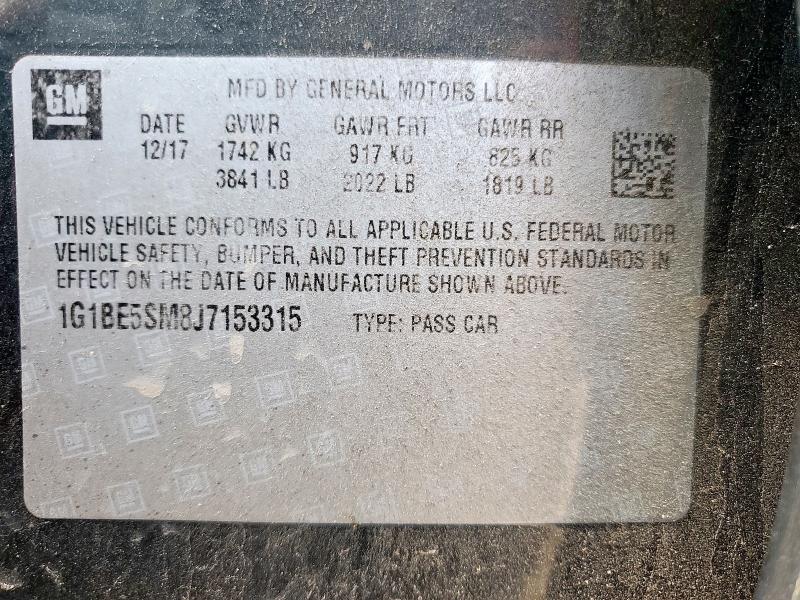 GM
MFD BY GENERAL MOTORS LLC
DATE GVWR GAWR FRT GAWR RR
12/17 1742 KG 917 KG 825 KG
3841 LB 2022 LB 1819 LB
THIS VEHICLE CONFORMS TO ALL APPLICABLE U.S. FEDERAL MOTOR
VEHICLE SAFETY, BUMPER, AND THEFT PREVENTION STANDARDS IN
EFFECT ON THE DATE OF MANUFACTURE SHOWN ABOVE.
1G1BE5SM8J7153315 TYPE: PASS CAR